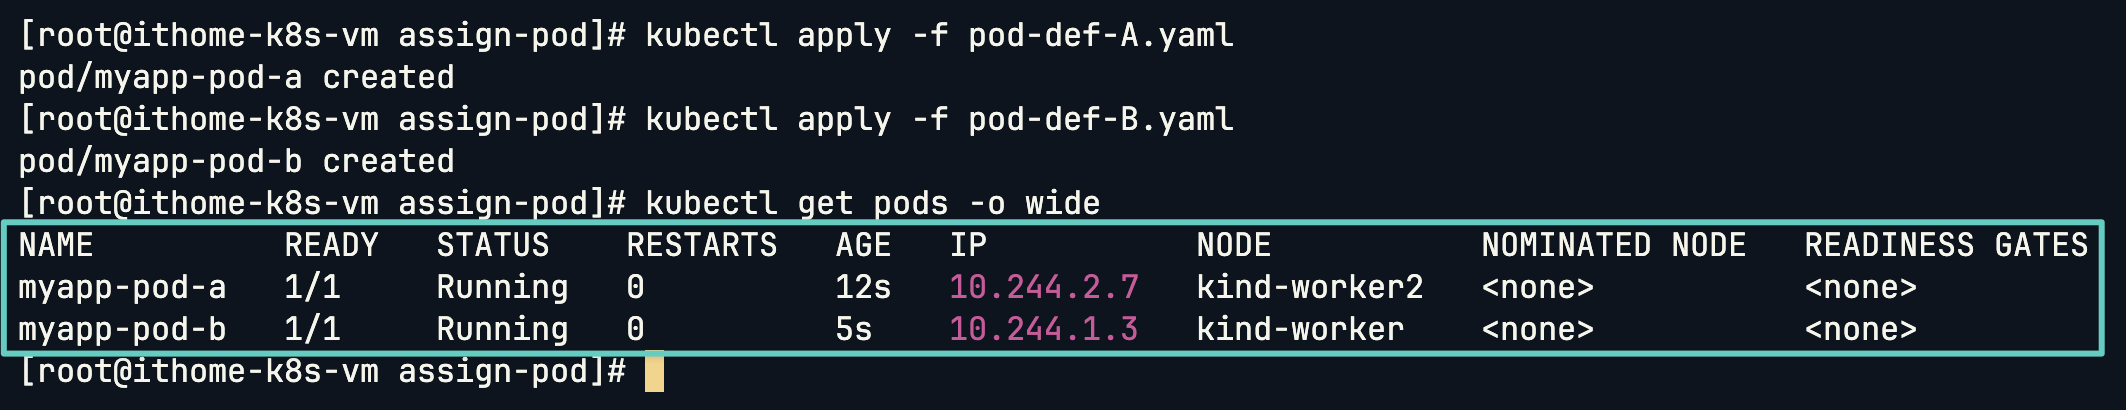 [root@ithome-k8s-vm assign-pod]# kubectl apply -f pod-def-A.yaml
pod/myapp-pod-a created
[root@ithome-k8s-vm assign-pod]# kubectl apply -f pod-def-B.yaml
pod/myapp-pod-b created
[root@ithome-k8s-vm assign-pod]# kubectl get pods -o wide
NAME          READY   STATUS    RESTARTS   AGE   IP           NODE           NOMINATED NODE   READINESS GATES
myapp-pod-a   1/1     Running   0          12s   10.244.2.7   kind-worker2   <none>           <none>
myapp-pod-b   1/1     Running   0          5s    10.244.1.3   kind-worker    <none>           <none>
[root@ithome-k8s-vm assign-pod]#